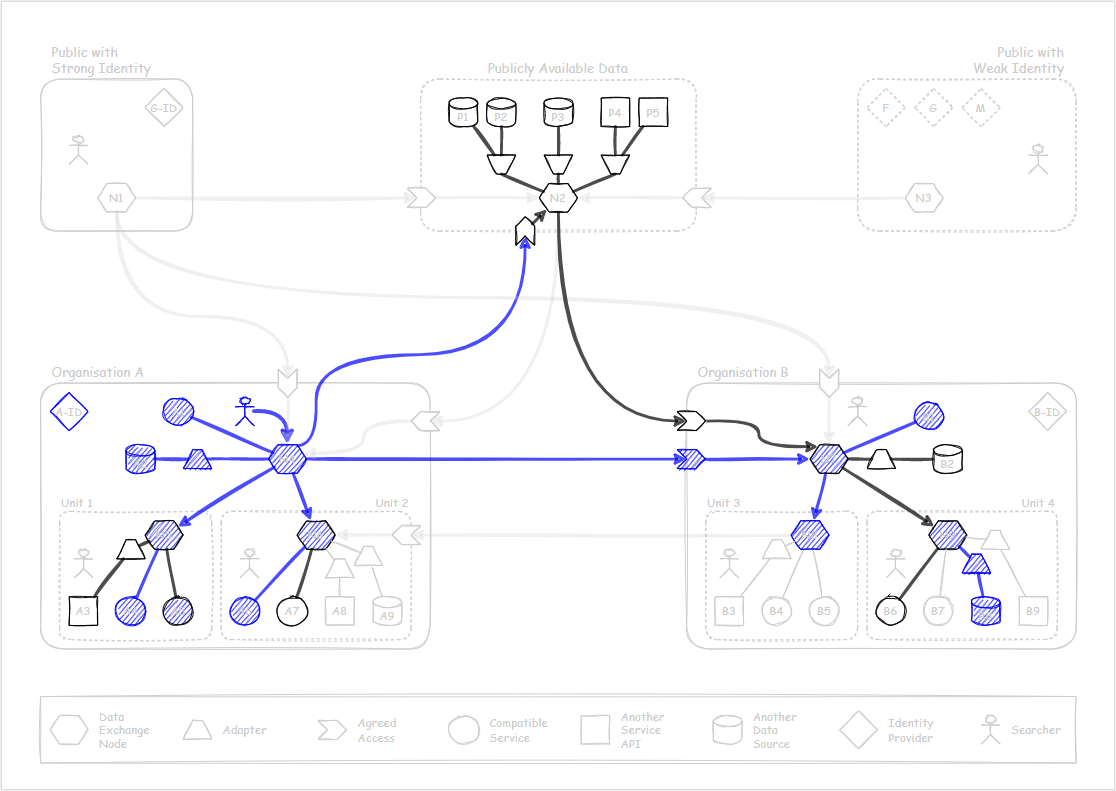 Public with
Strong Identity
Publicly Available Data
Public with
Weak Identity
G-ID
P1
P2
P3
P4
P5
F
G
M
N1
N2
N3
Organisation A
Organisation B
A-ID
B-ID
B2
Unit 1
Unit 2
Unit 3
Unit 4
A3
A7
A8
A9
B3
B4
B5
B6
B7
B9
Data
Exchange
Node
Adapter
Agreed
Access
Compatible
Service
Another
Service
API
Another
Data
Source
Identity
Provider
Searcher